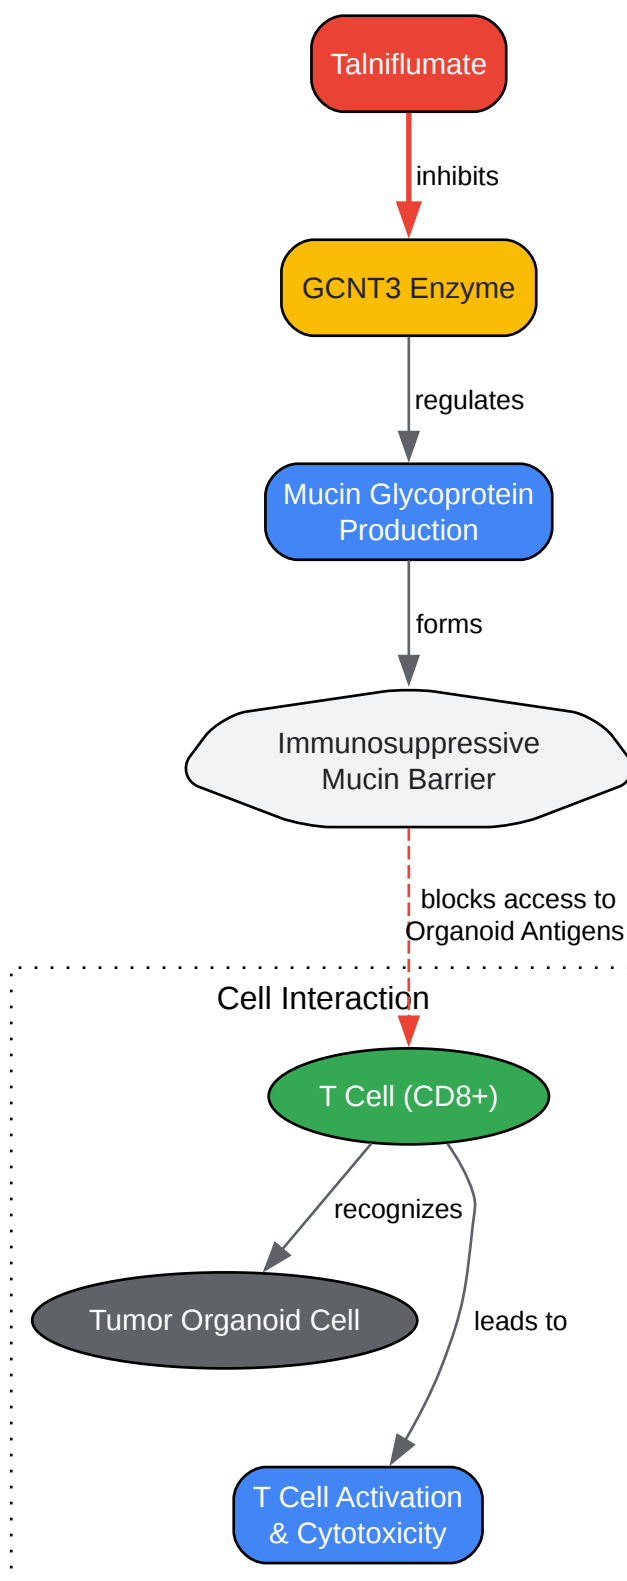 Talniflumate
inhibits
GCNT3 Enzyme
regulates
Mucin Glycoprotein
Production
forms
Immunosuppressive
Mucin Barrier
blocks access to
Organoid Antigens
Cell Interaction
T Cell (CD8+)
recognizes
Tumor Organoid Cell
leads to
T Cell Activation
& Cytotoxicity